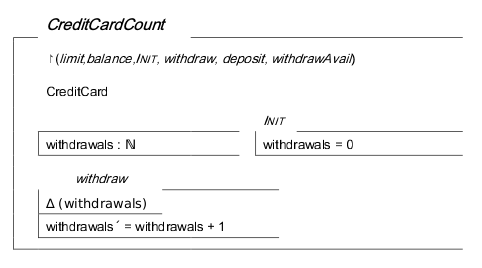 CreditCardCount
↾(limit,balance,INIT, withdraw, deposit, withdrawAvail)
CreditCard
INIT
withdrawals : ℕ
withdrawals = 0
withdraw
Δ (withdrawals)
withdrawals´ = withdrawals + 1